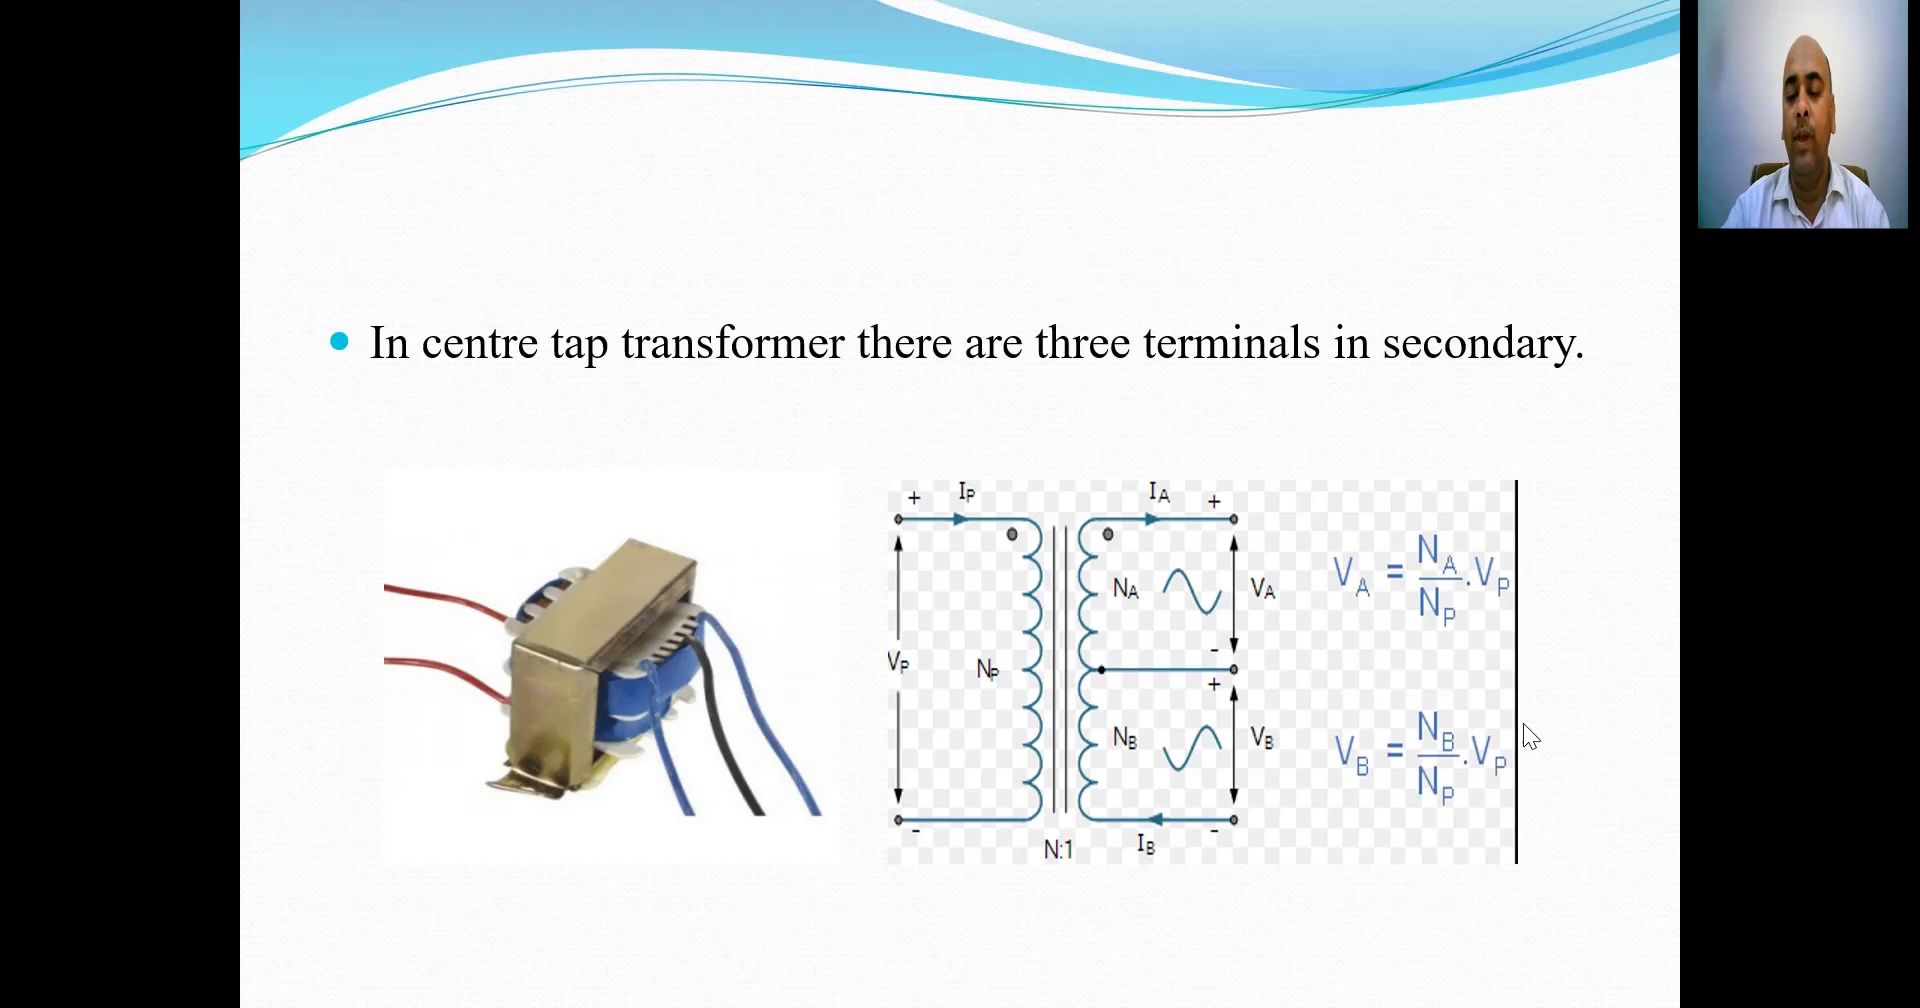 In centre tap transformer there are three terminals in secondary.
+ IP IA +
NA VA VA = NA/NP.VP
-
VP NP
+
NB VB VB = NB/NP.VP
- IB -
N:1